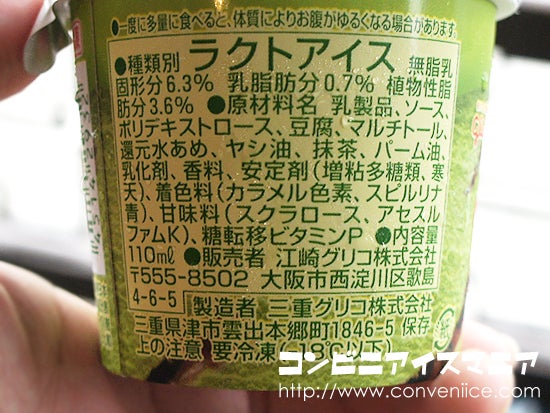 ●一度に多量に食べると、体質によりお腹がゆるくなる場合があります。
●種類別 ラクトアイス 無脂乳
固形分6.3% 乳脂肪分0.7% 植物性脂
肪分3.6% ●原材料名 乳製品、ソース、
ポリデキストロース、豆腐、マルチトール、
還元水あめ、ヤシ油、抹茶、パーム油、
乳化剤、香料、安定剤(増粘多糖類、寒
天)、着色料(カラメル色素、スピルリナ
青)、甘味料(スクラロース、アセスル
ファムK)、糖転移ビタミンP ●内容量
110ml ●販売者 江崎グリコ株式会社
〒555-8502 大阪市西淀川区歌島
4-6-5 製造者 三重グリコ株式会社
三重県津市雲出本郷町1846-5 保存
上の注意 要冷凍(-18℃以下)
コンビニアイスマニア
http://www.conveniice.com/